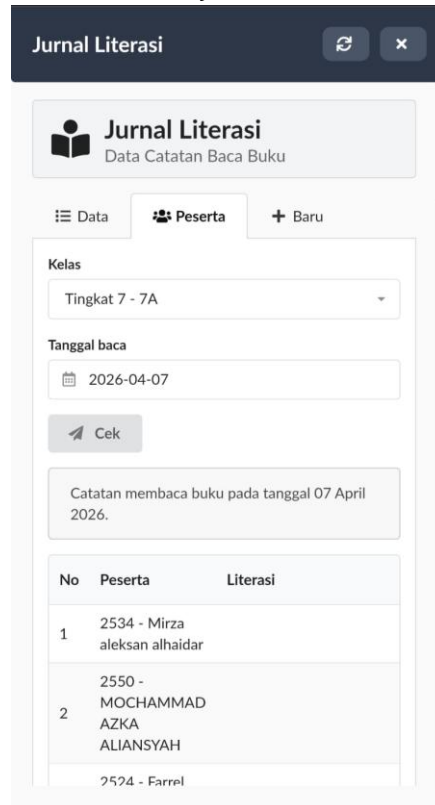 Jurnal Literasi
Jurnal Literasi
Data Catatan Baca Buku
Data Peserta Baru
Kelas
Tingkat 7 - 7A
Tanggal baca
2026-04-07
Cek
Catatan membaca buku pada tanggal 07 April
2026.
No Peserta Literasi
1 2534 - Mirza
aleksan alhaidar
2550 -
MOCHAMMAD
2 AZKA
ALIANSYAH
2524 - Farrel